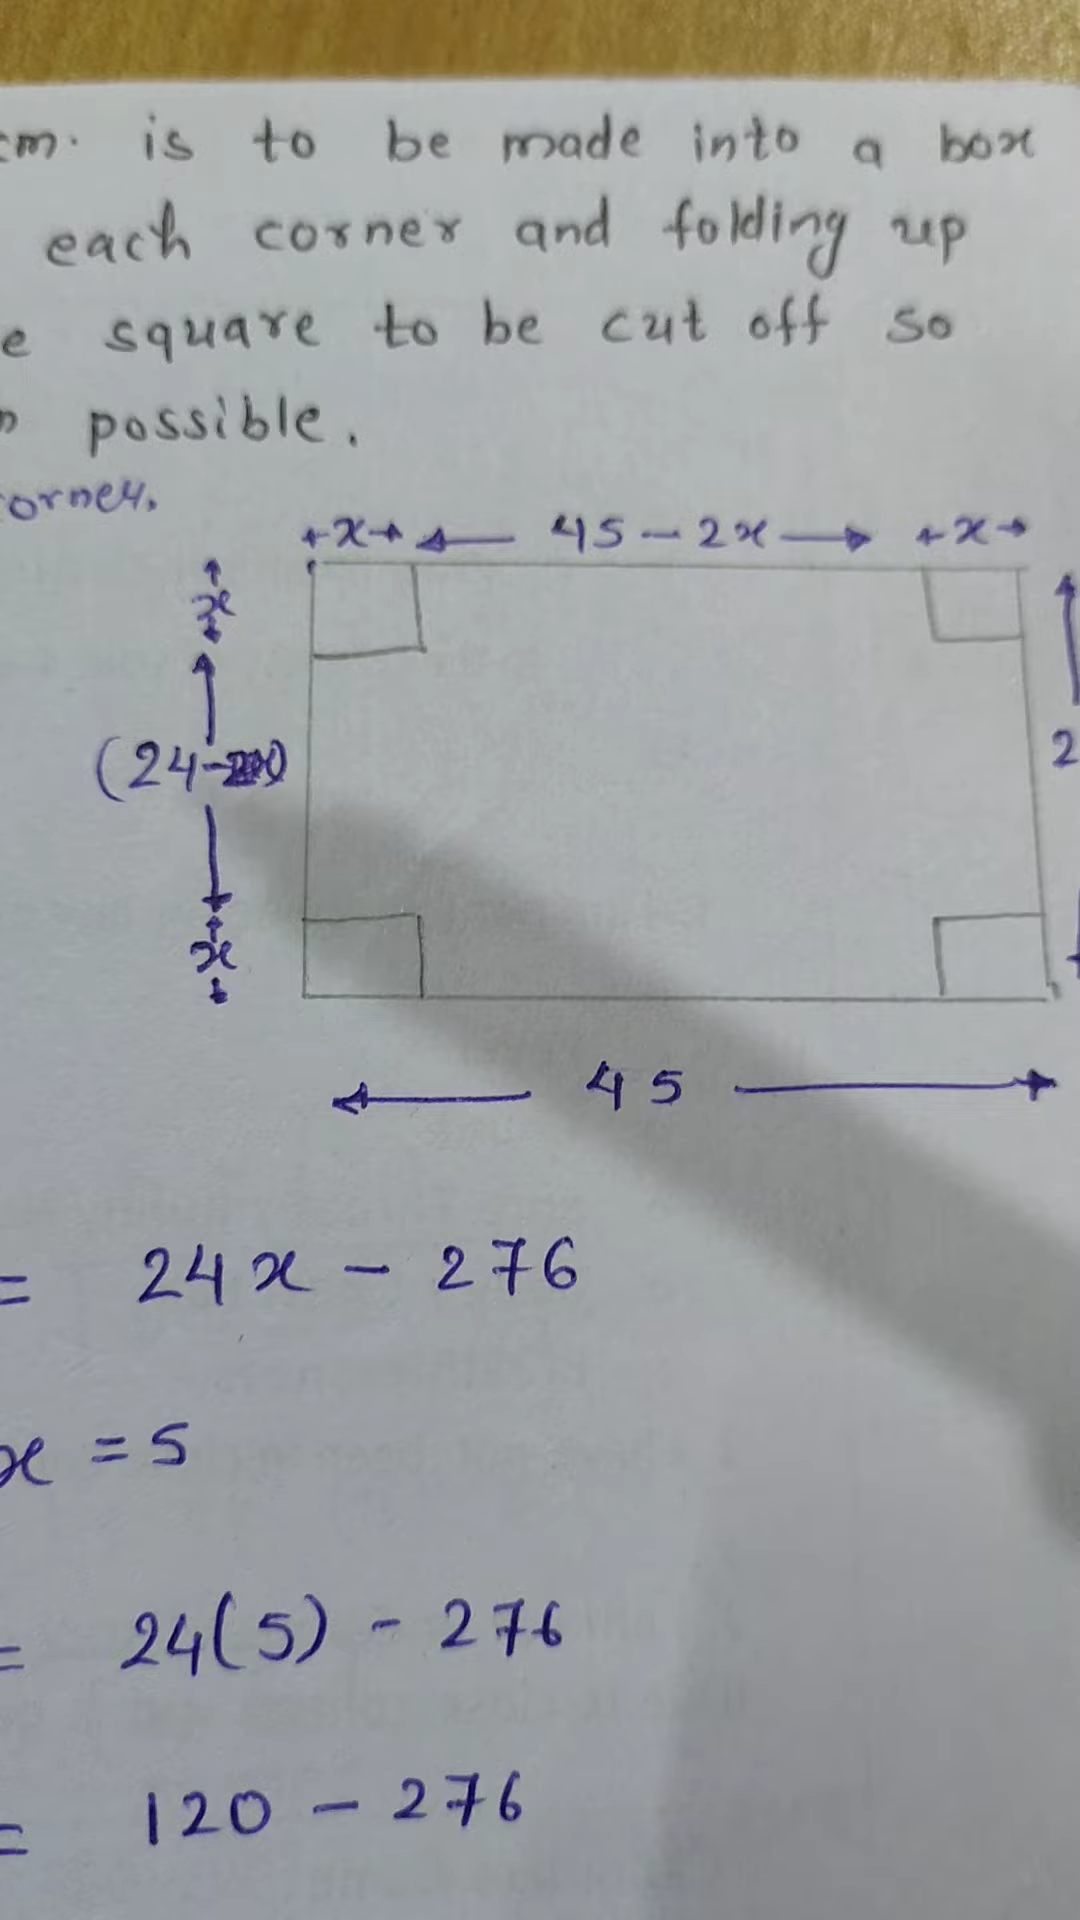 cm. is to be made into a box
each corner and folding up
e square to be cut off so
possible.
orner.
x 45 - 2x x
x
(24-2x)
2
x
45
= 24x - 276
x = 5
= 24(5) - 276
= 120 - 276